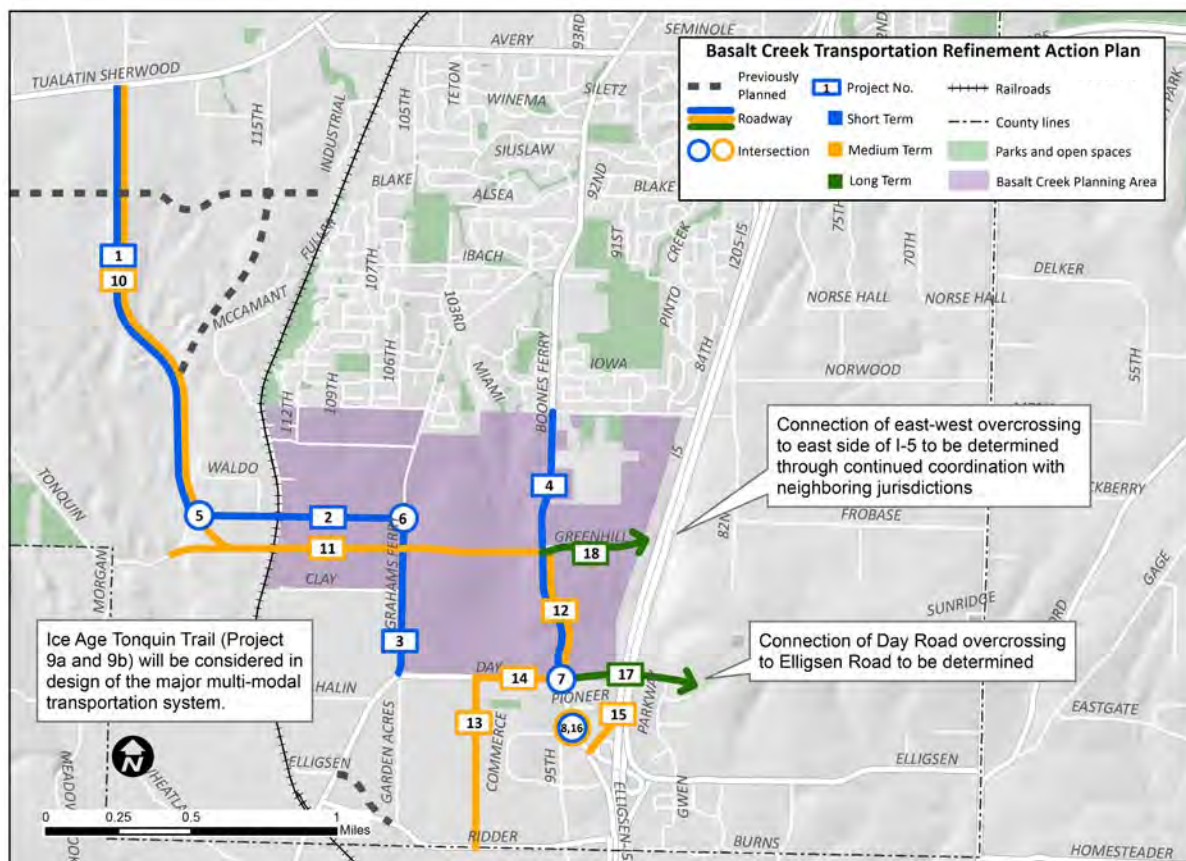 SEMINOLE
93RD
AVERY
TUALATIN SHERWOOD
TETON
105TH
INDUSTRIAL
115TH
WINEMA
SILETZ
SIUSLAW
92ND
BLAKE
ALSEA
BLAKE
PARK
Basalt Creek Transportation Refinement Action Plan
Previously
Planned
1 Project No.
Railroads
Roadway
Short Term
County lines
Intersection
Medium Term
Parks and open spaces
Long Term
Basalt Creek Planning Area
91ST
CREEK
PINTO
I205-I5
75TH
70TH
IBACH
107TH
103RD
106TH
109TH
112TH
MCCAMANT
1
10
DELKER
NORSE HALL
NORSE HALL
MIAMI
IOWA
84TH
NORWOOD
55TH
BOONES FERRY
I5
WALDO
TONQUIN
MORGAN
5
2
6
4
11
GREENHILL
18
CLAY
GRAHAMS FERRY
3
12
Connection of east-west overcrossing
to east side of I-5 to be determined
through continued coordination with
neighboring jurisdictions
FROBASE
GAGE
SUNRIDGE
Ice Age Tonquin Trail (Project
9a and 9b) will be considered in
design of the major multi-modal
transportation system.
DAY
14
7
17
Connection of Day Road overcrossing
to Elligsen Road to be determined
PIONEER
PARKWAY
8,16
15
13
COMMERCE
95TH
GARDEN ACRES
ELLIGSEN
ELLIGSEN
ELLIGSEN-I5
GWEN
EASTGATE
N
0 0.25 0.5 1
Miles
RIDDER
BURNS
HOMESTEADER